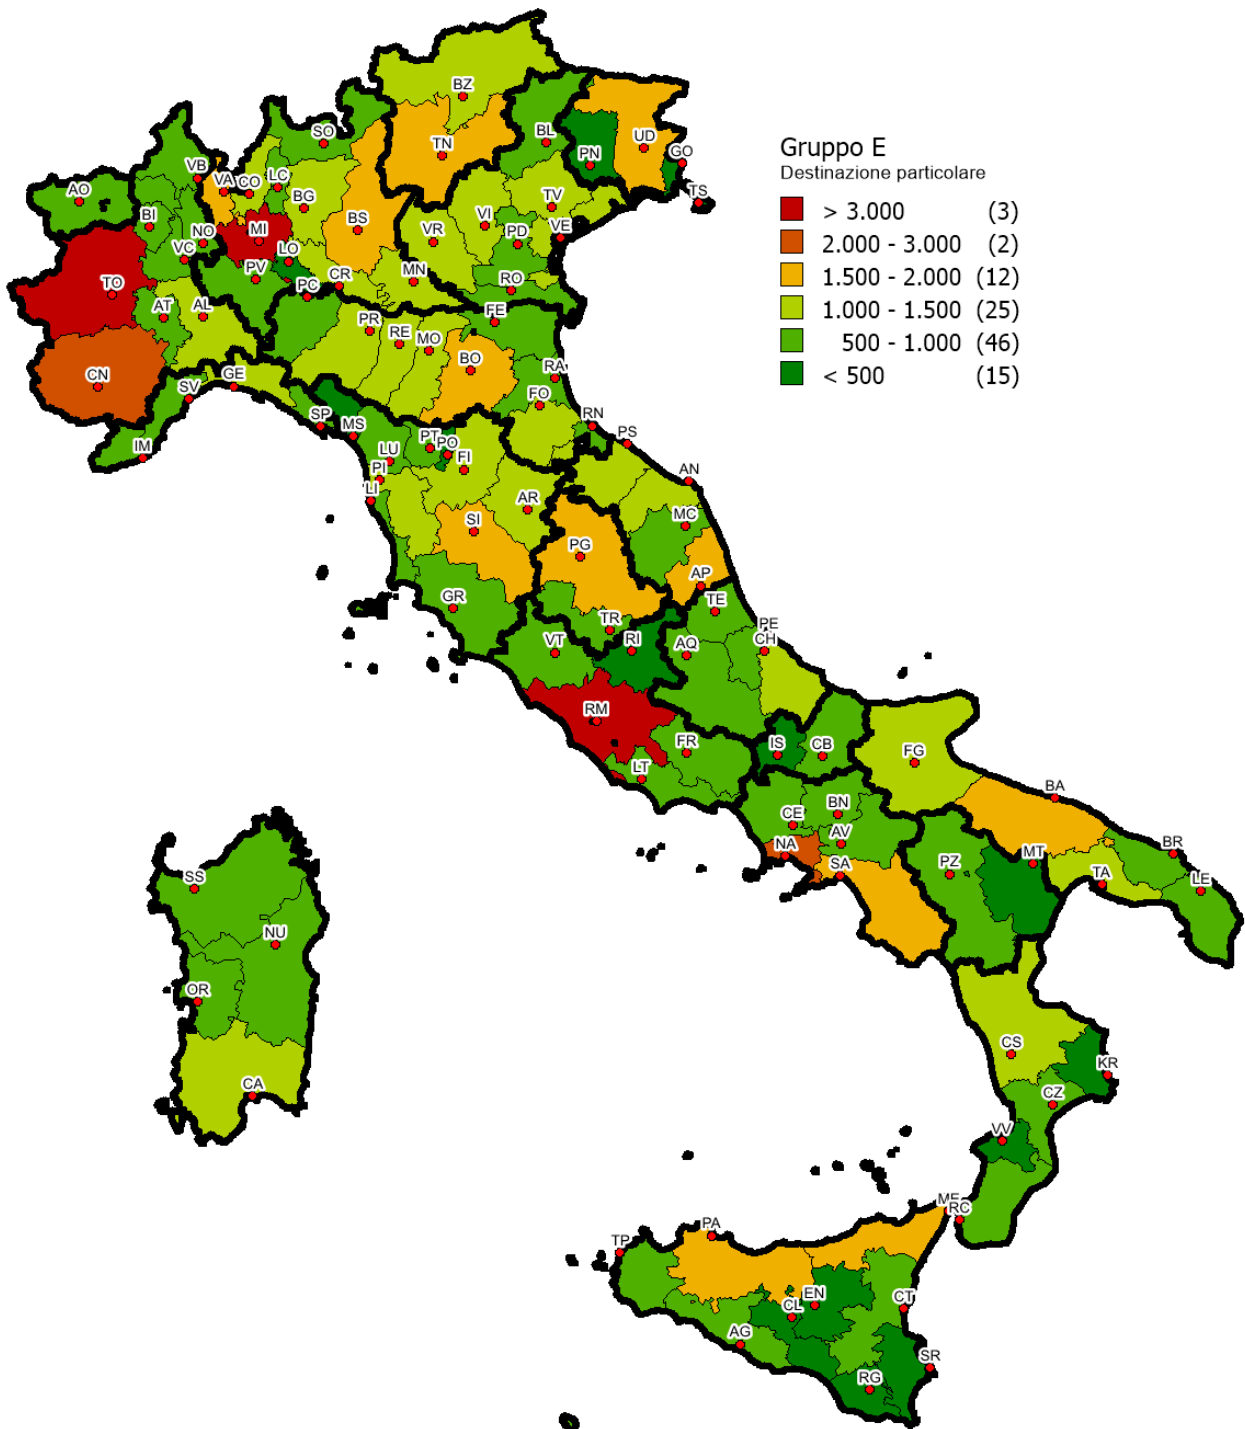 Gruppo E
Destinazione particolare
> 3.000 (3)
2.000 - 3.000 (2)
1.500 - 2.000 (12)
1.000 - 1.500 (25)
500 - 1.000 (46)
< 500 (15)
BZ
SO
BL
TN
UD
PN
GO
VB
VA
CO
LC
AO
BG
TV
TS
BI
BS
VI
NO
MI
VR
PD
VE
VC
LO
PV
CR
MN
RO
TO
PC
AT
AL
PR
FE
RE
MO
BO
CN
GE
RA
SV
FO
SP
MS
RN
PS
IM
LU
PT
PO
FI
PI
AN
LI
AR
MC
SI
PG
AP
GR
TE
TR
PE
VT
RI
AQ
CH
RM
FR
IS
CB
FG
LT
BA
CE
BN
AV
NA
SA
PZ
MT
BR
TA
LE
SS
NU
OR
CS
KR
CA
CZ
VV
ME
RC
PA
TP
EN
CL
CT
AG
SR
RG